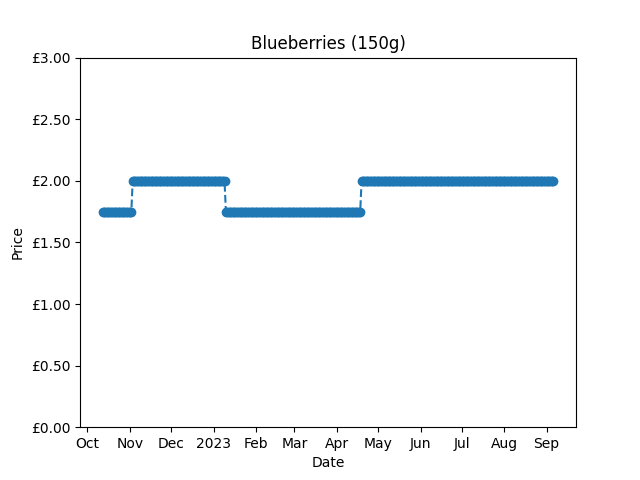 Blueberries (150g)
£3.00
£2.50
£2.00
£1.50
£1.00
£0.50
£0.00
Price
Oct Nov Dec 2023 Feb Mar Apr May Jun Jul Aug Sep
Date